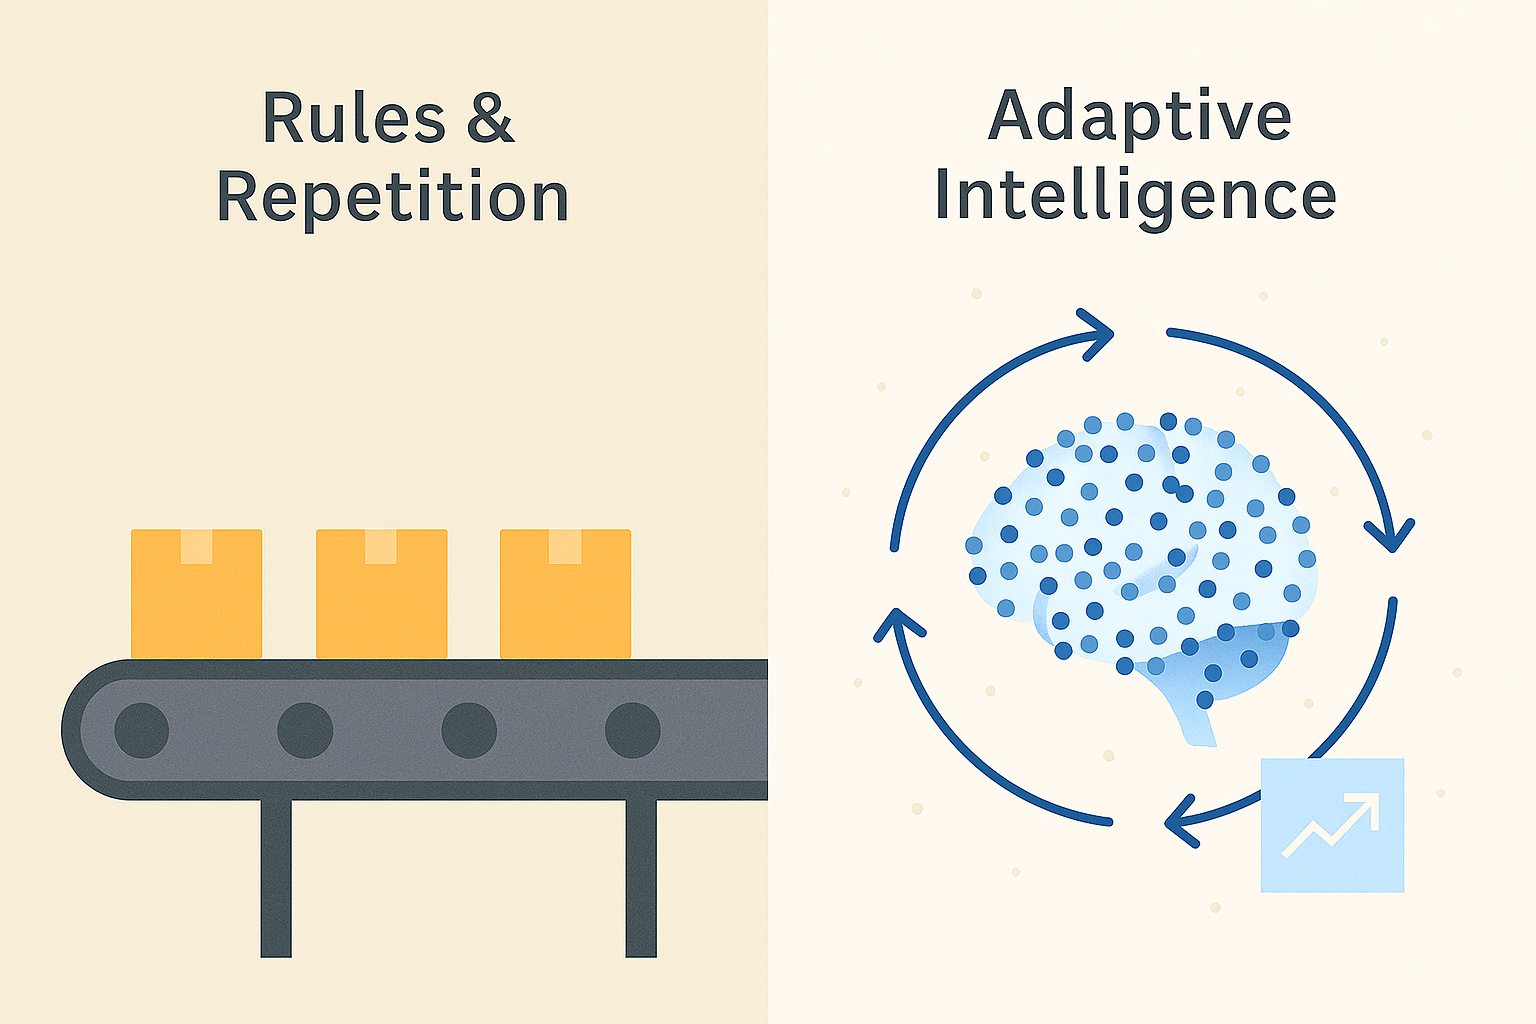 Rules &
Repetition
Adaptive
Intelligence